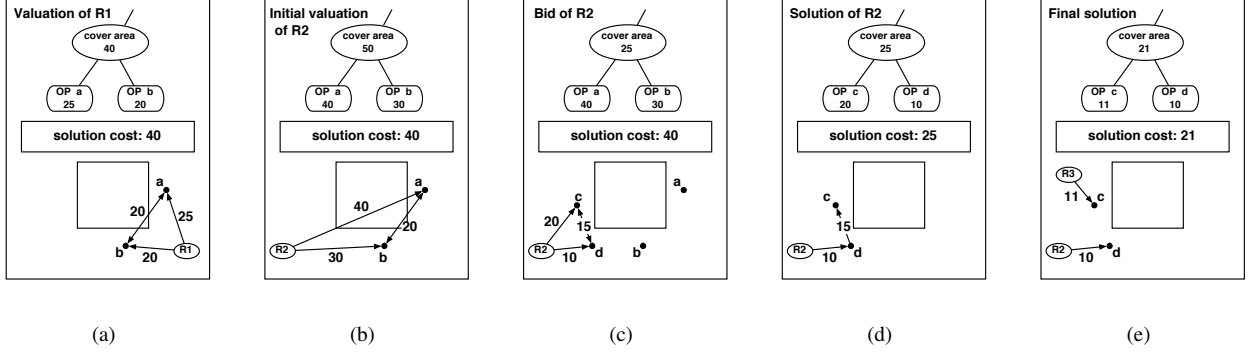 Valuation of R1
cover area
40
OP a
25
OP b
20
solution cost: 40
a
20
25
b
20
R1
(a)
Initial valuation
of R2
cover area
50
OP a
40
OP b
30
solution cost: 40
a
40
20
R2
30
b
(b)
Bid of R2
cover area
25
OP a
40
OP b
30
solution cost: 40
a
c
20
15
R2
10
d
b
(c)
Solution of R2
cover area
25
OP c
20
OP d
10
solution cost: 25
c
15
R2
10
d
(d)
Final solution
cover area
21
OP c
11
OP d
10
solution cost: 21
R3
11
c
R2
10
d
(e)